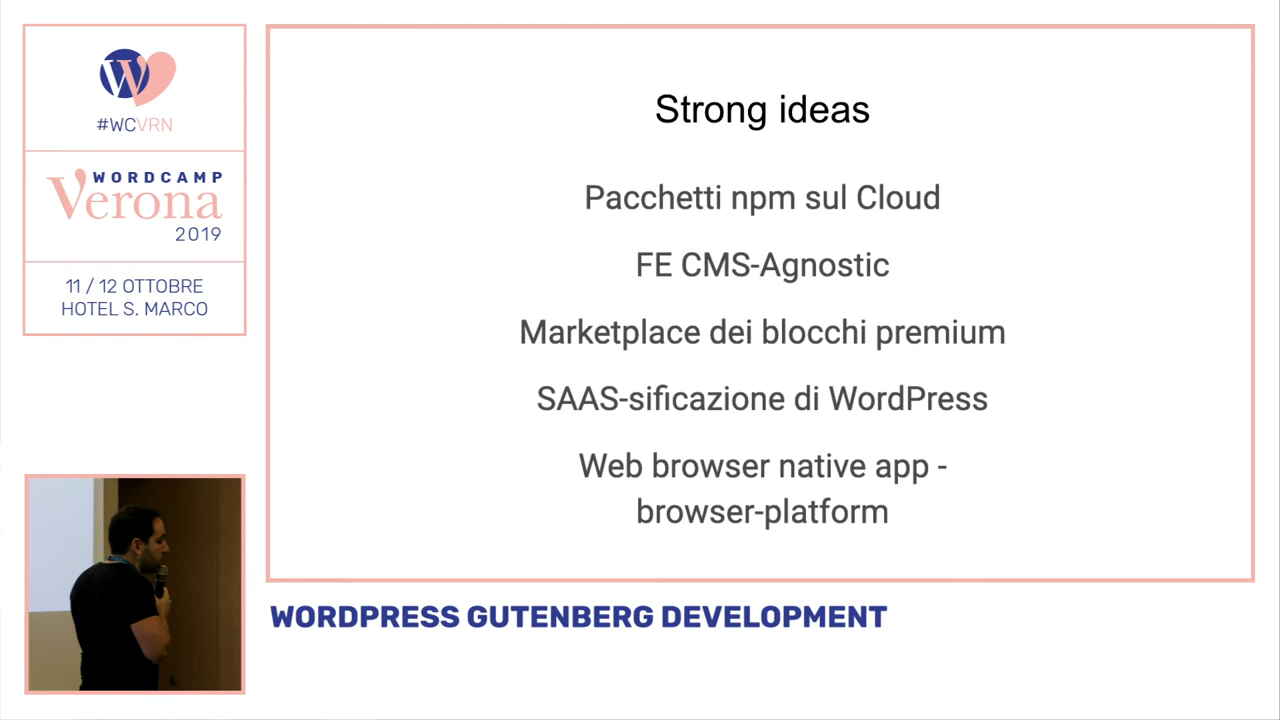 #WCVRN
WORDCAMP
Verona
2019
11 / 12 OTTOBRE
HOTEL S. MARCO
Strong ideas
Pacchetti npm sul Cloud
FE CMS-Agnostic
Marketplace dei blocchi premium
SAAS-sificazione di WordPress
Web browser native app -
browser-platform
WORDPRESS GUTENBERG DEVELOPMENT